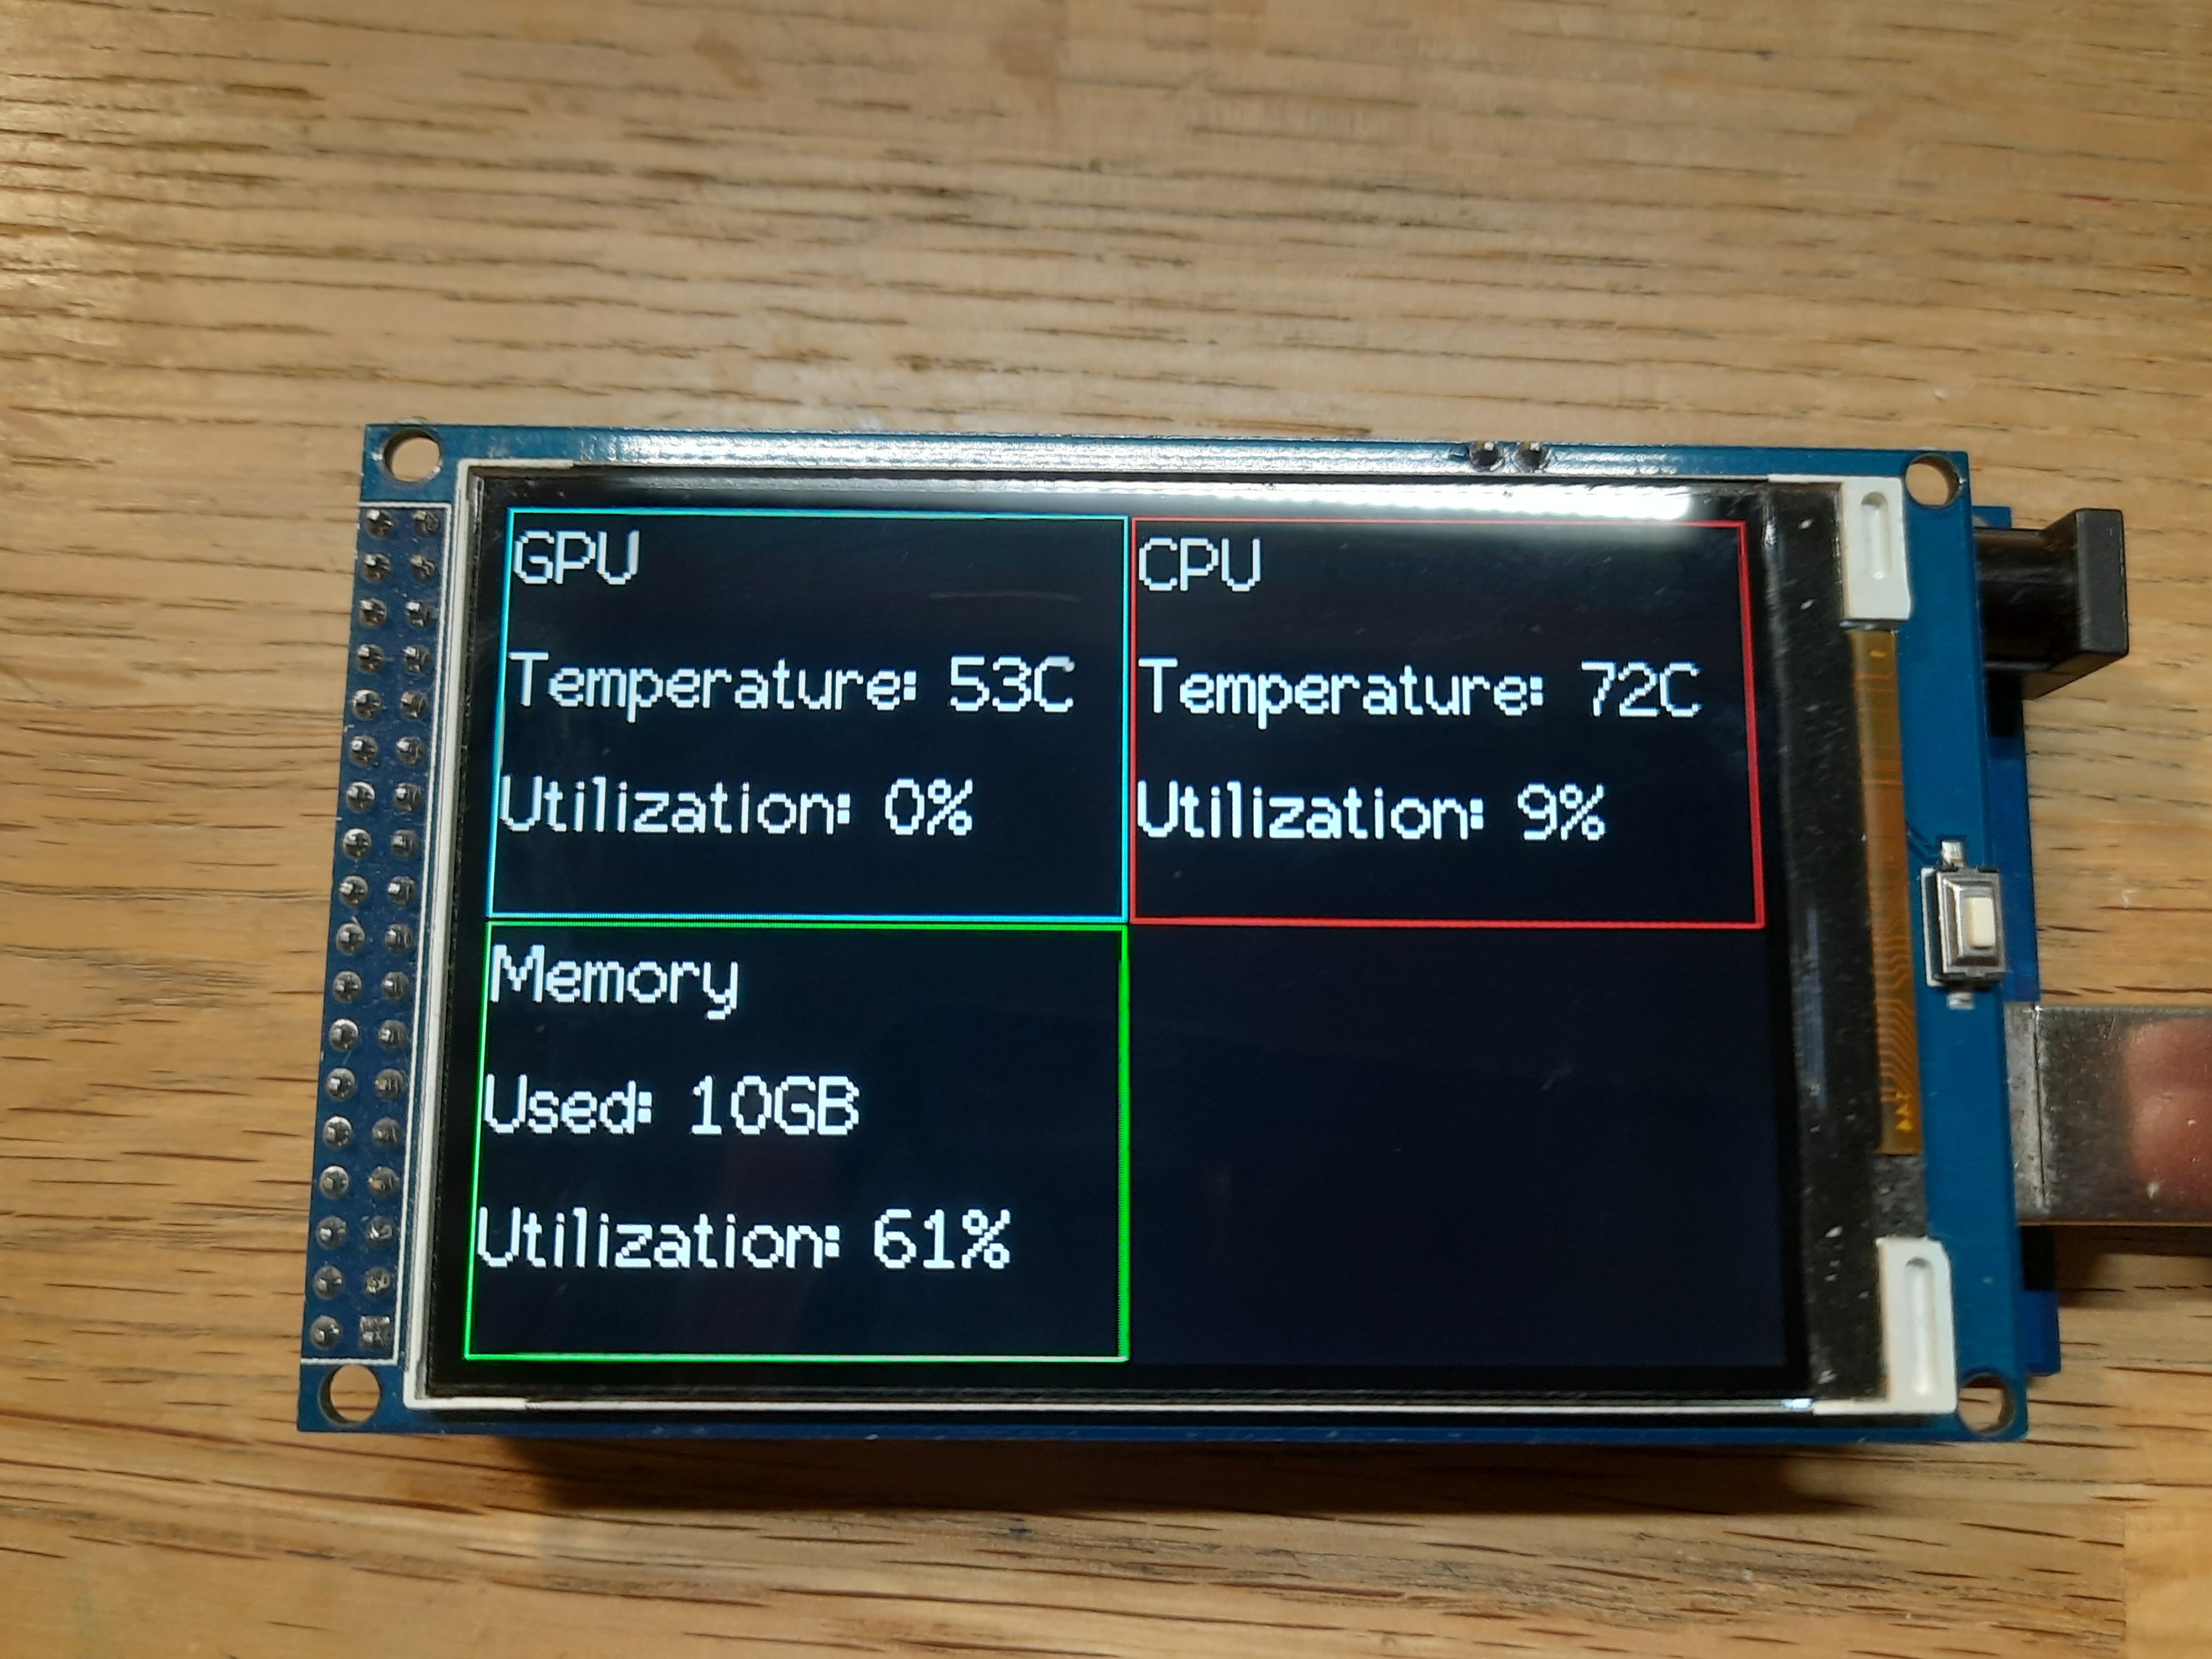 GPU
Temperature: 53C
Utilization: 0%
CPU
Temperature: 72C
Utilization: 9%
Memory
Used: 10GB
Utilization: 61%